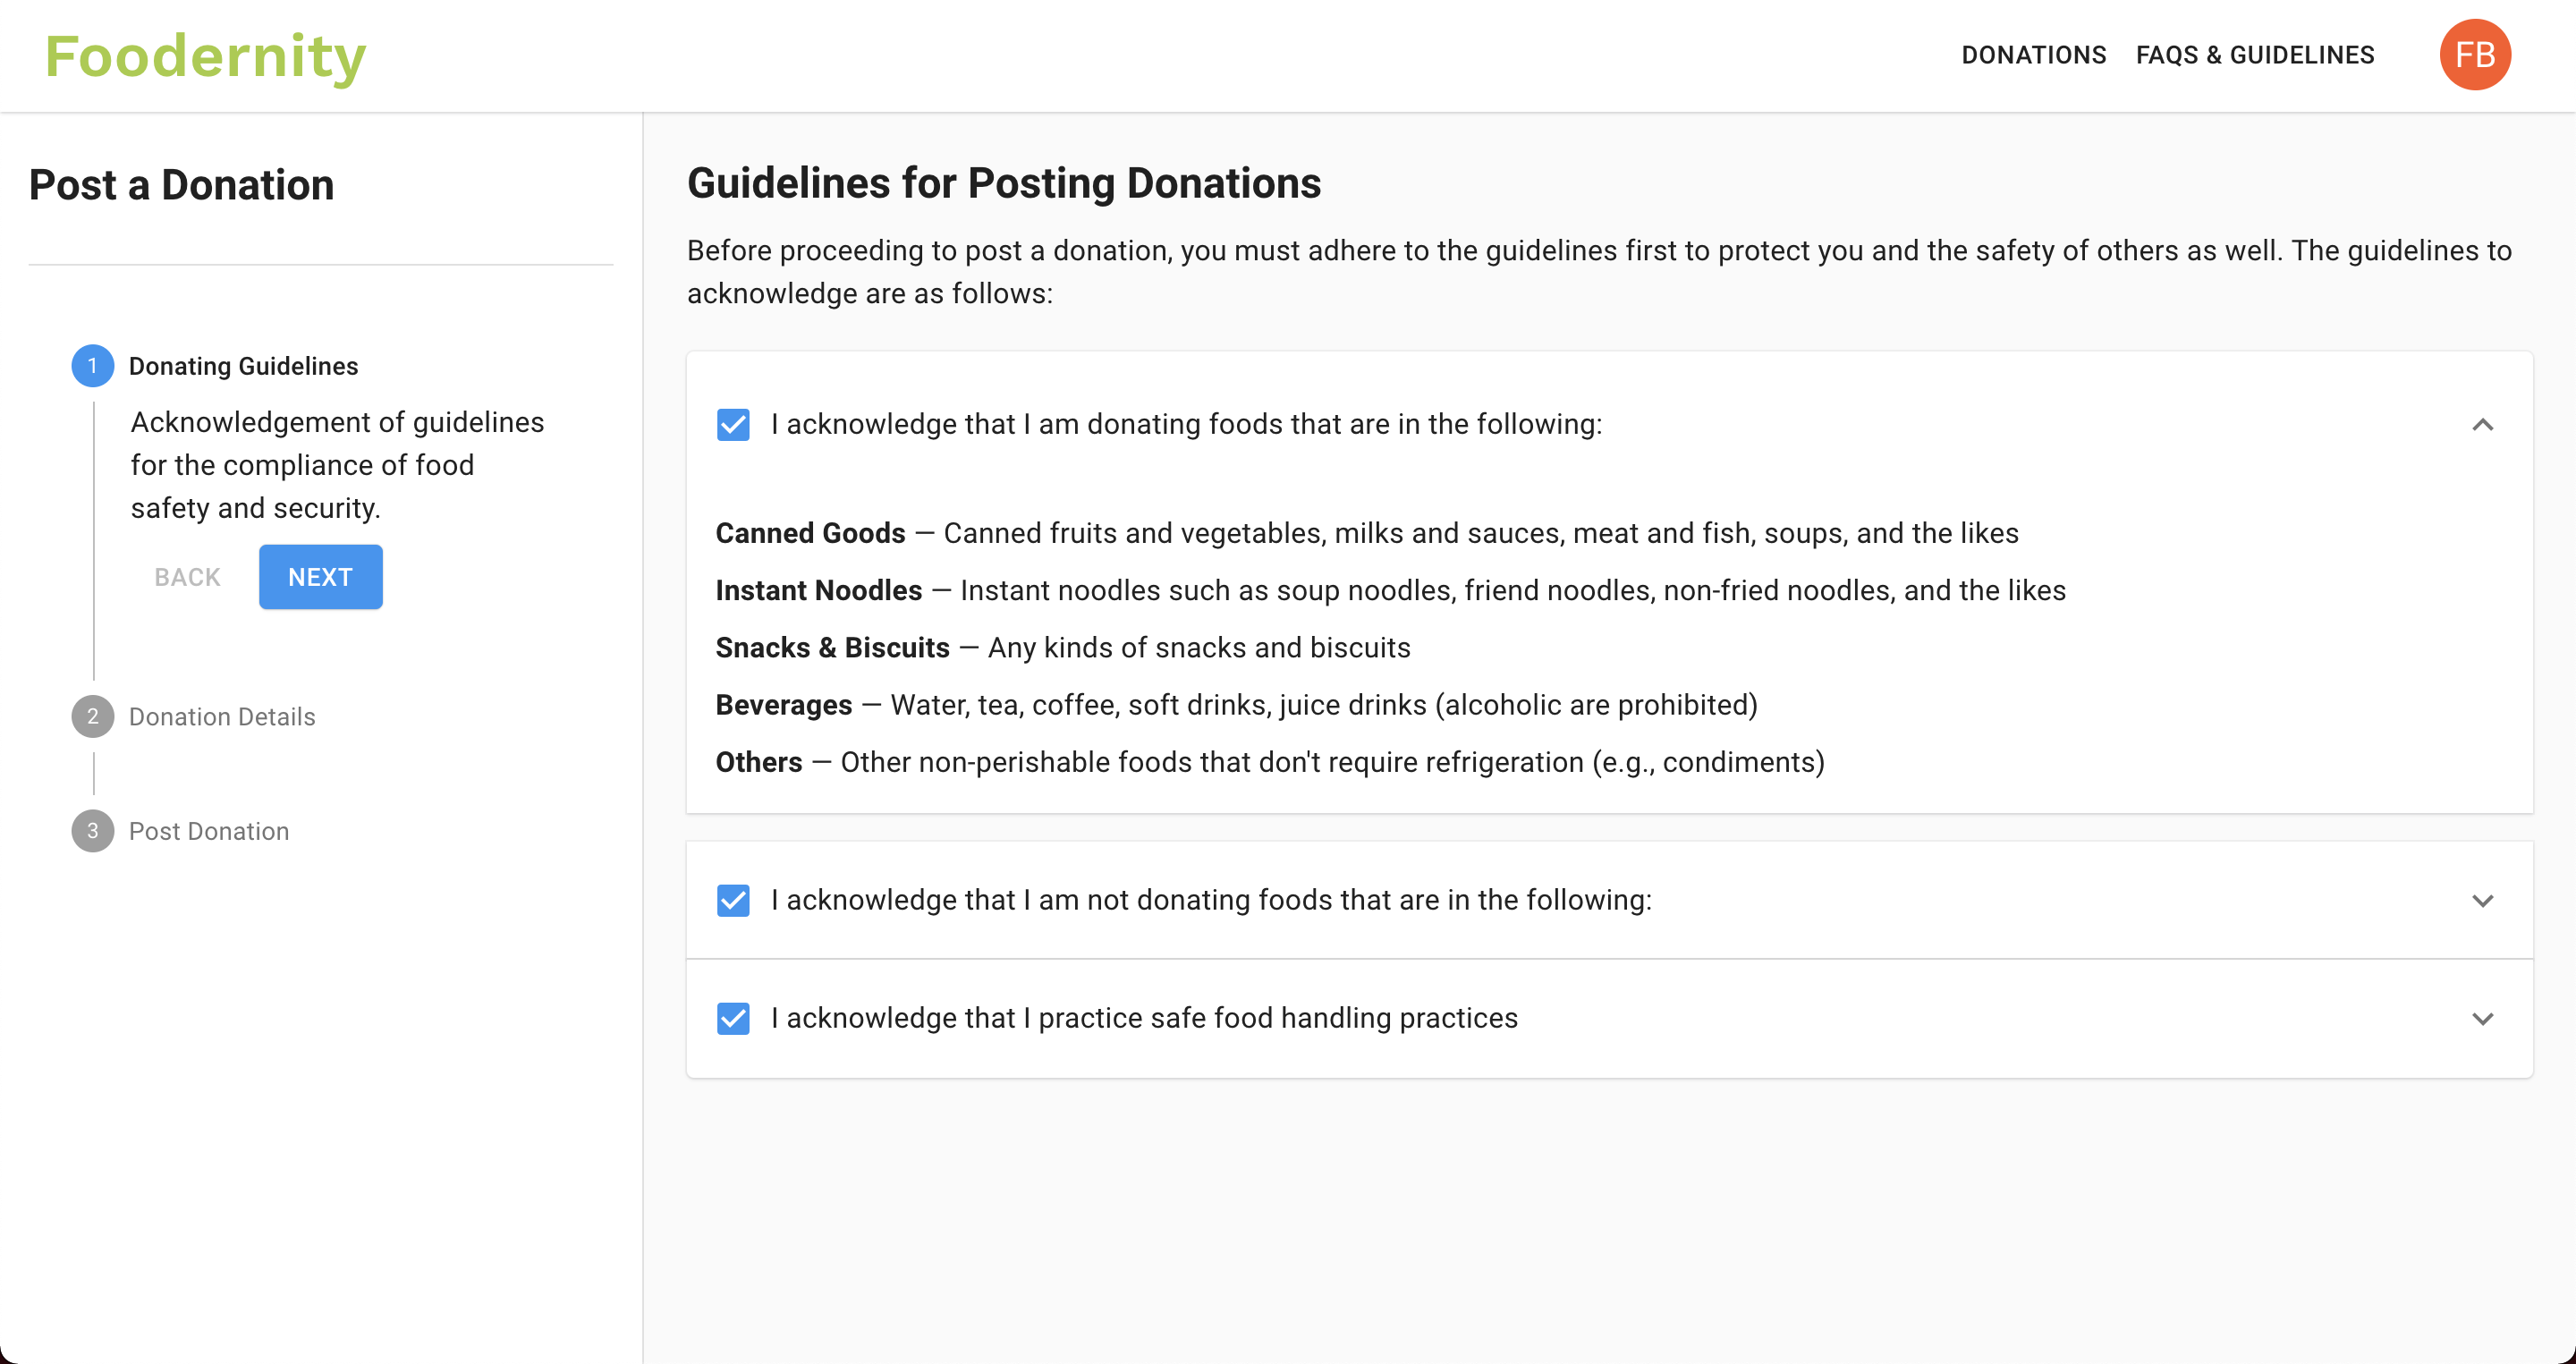 Foodernity
DONATIONS
FAQS & GUIDELINES
FB
Post a Donation
1
Donating Guidelines
Acknowledgement of guidelines
for the compliance of food
safety and security.
BACK
NEXT
2
Donation Details
3
Post Donation
Guidelines for Posting Donations
Before proceeding to post a donation, you must adhere to the guidelines first to protect you and the safety of others as well. The guidelines to
acknowledge are as follows:
I acknowledge that I am donating foods that are in the following:
Canned Goods — Canned fruits and vegetables, milks and sauces, meat and fish, soups, and the likes
Instant Noodles — Instant noodles such as soup noodles, friend noodles, non-fried noodles, and the likes
Snacks & Biscuits — Any kinds of snacks and biscuits
Beverages — Water, tea, coffee, soft drinks, juice drinks (alcoholic are prohibited)
Others — Other non-perishable foods that don't require refrigeration (e.g., condiments)
I acknowledge that I am not donating foods that are in the following:
I acknowledge that I practice safe food handling practices